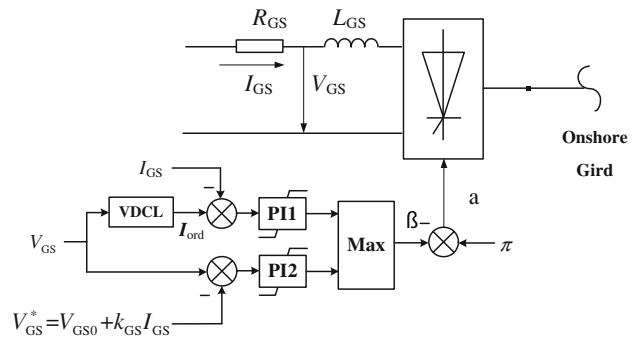 R_GS L_GS
I_GS V_GS
Onshore
Gird
I_GS
a
VDCL
I_ord
PI1
ß
Max
π
V_GS
PI2
V*_GS=V_GS0+k_GS I_GS